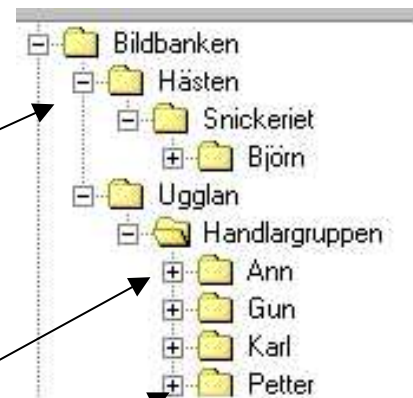 Bildbanken
Hästen
Snickeriet
Björn
Ugglan
Handlargruppen
Ann
Gun
Karl
Petter